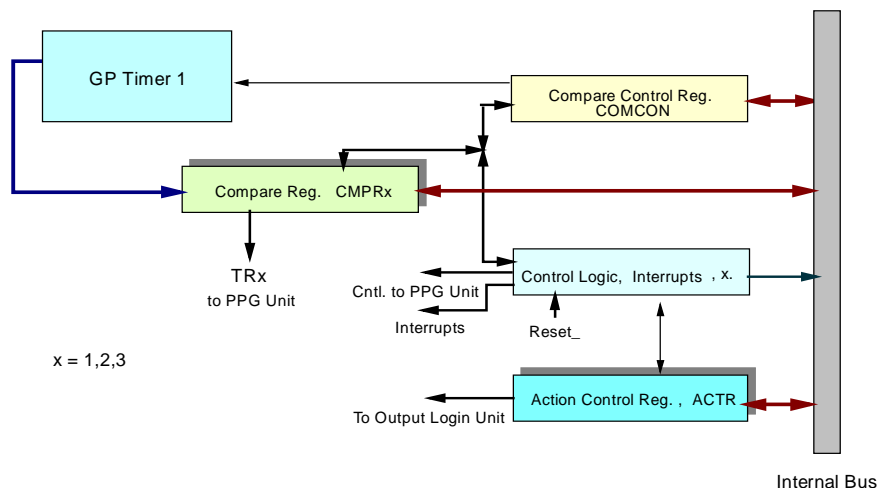 GP Timer 1
Compare Control Reg.
COMCON
Compare Reg. CMPRx
TRx
to PPG Unit
Control Logic, Interrupts , x.
Cntl. to PPG Unit
Interrupts
Reset_
x = 1,2,3
Action Control Reg. , ACTR
To Output Login Unit
Internal Bus